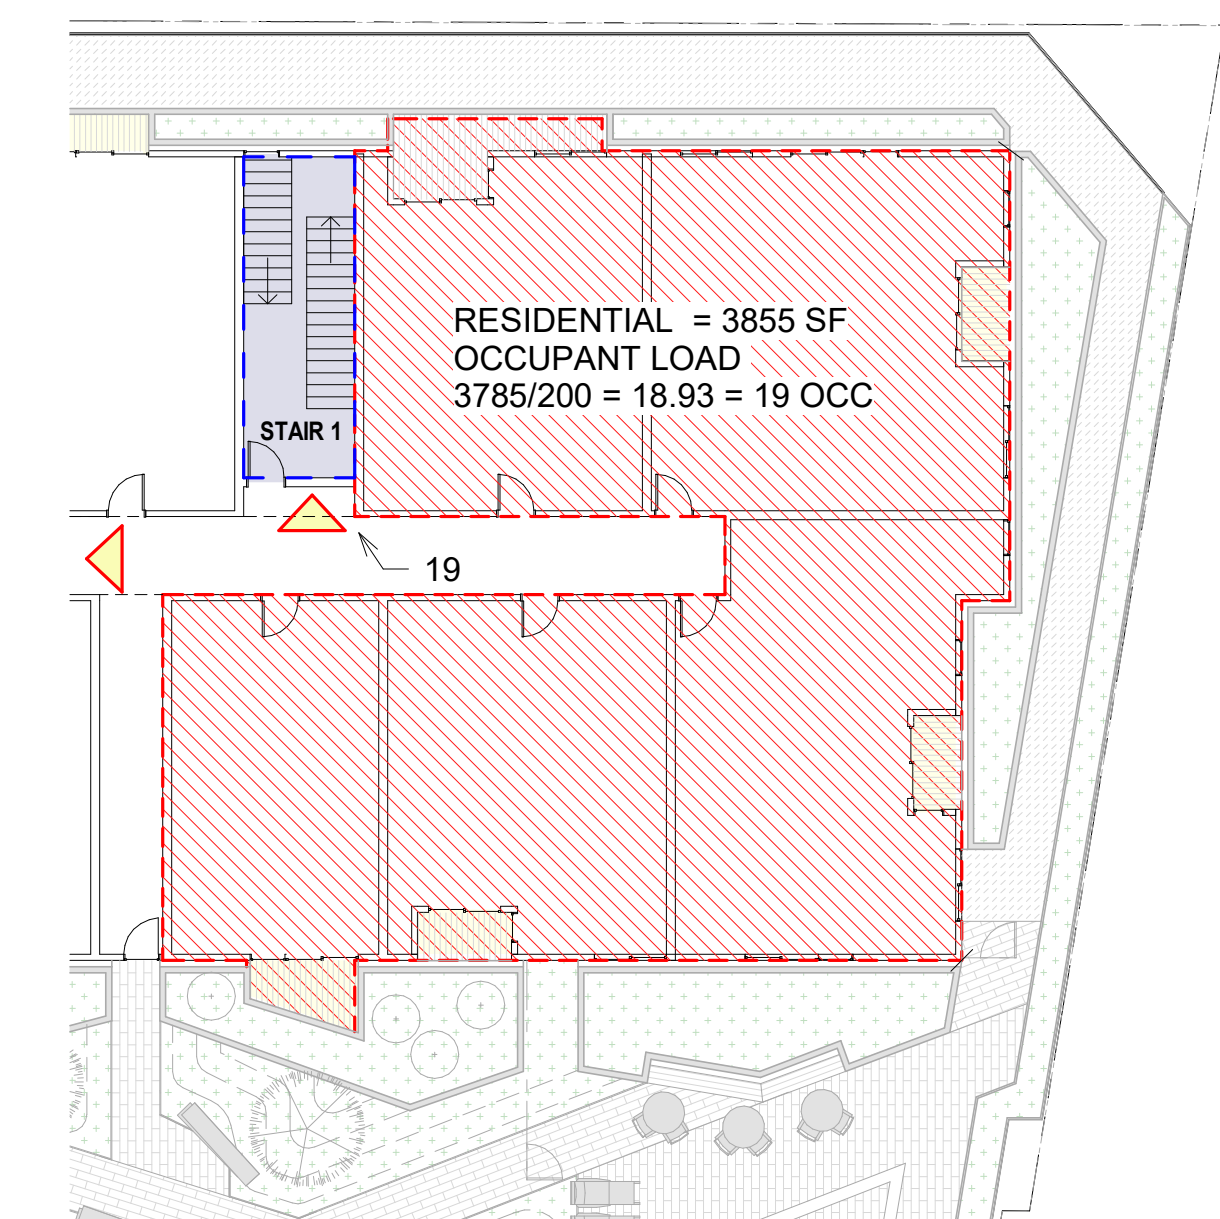 RESIDENTIAL = 3855 SF
OCCUPANT LOAD
3785/200 = 18.93 = 19 OCC
STAIR 1
19